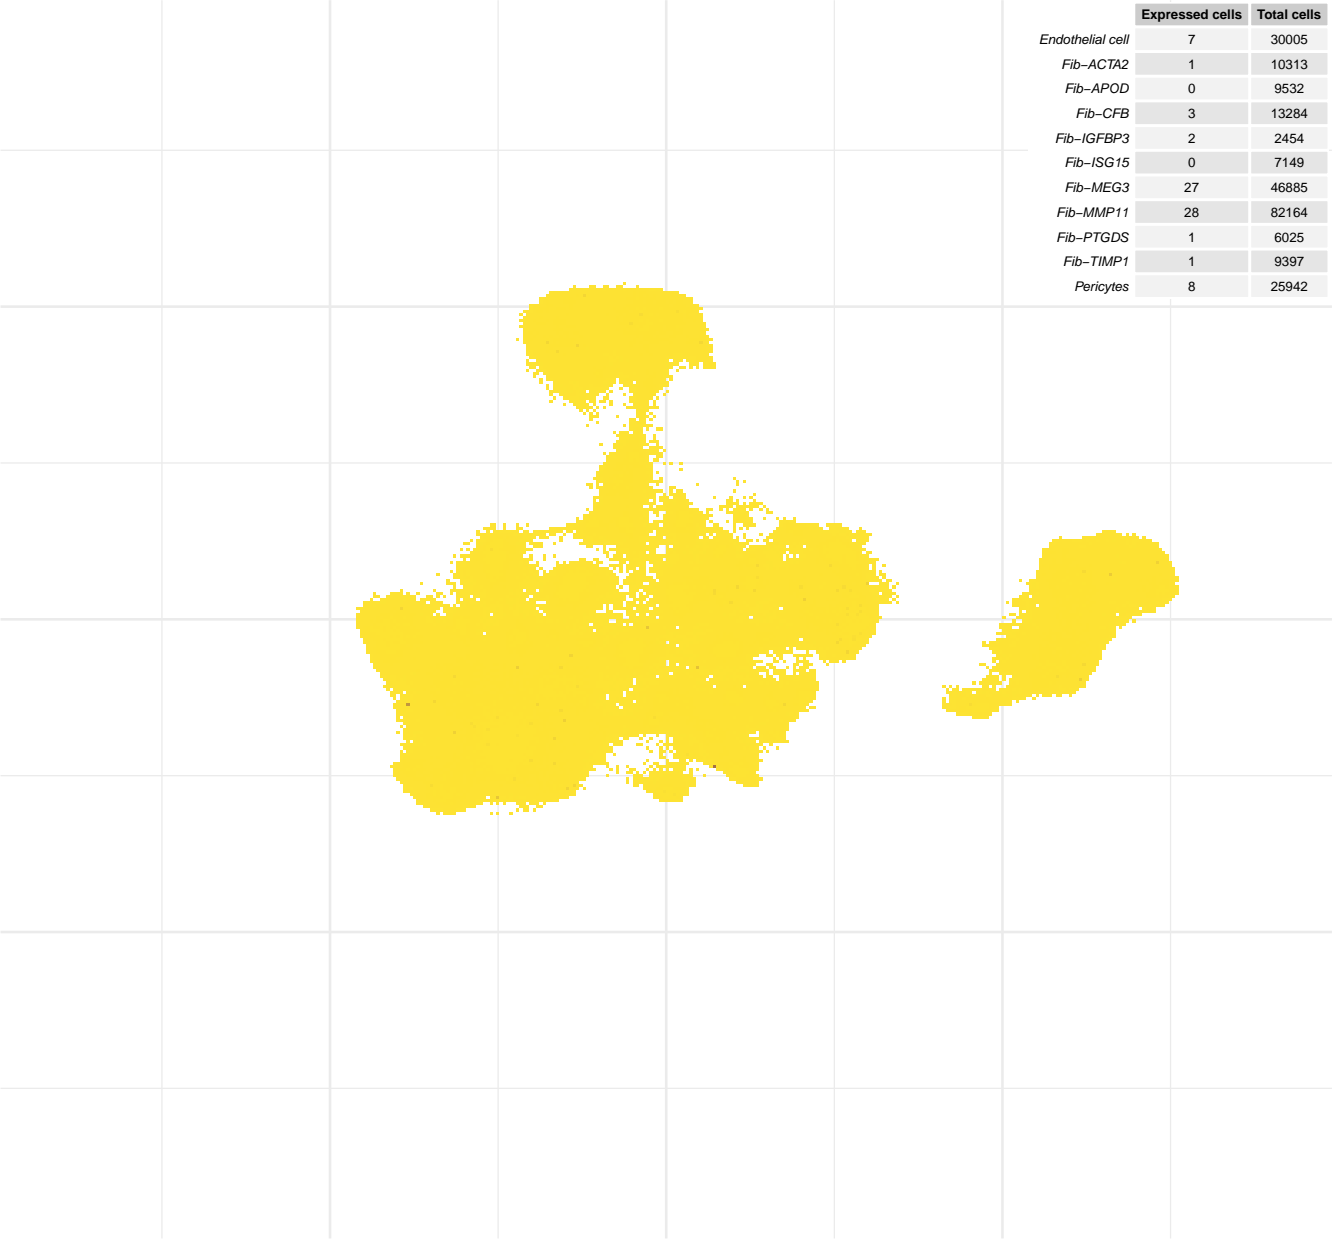 Expressed cells Total cells
Endothelial cell 7 30005
Fib−ACTA2 1 10313
Fib−APOD 0 9532
Fib−CFB 3 13284
Fib−IGFBP3 2 2454
Fib−ISG15 0 7149
Fib−MEG3 27 46885
Fib−MMP11 28 82164
Fib−PTGDS 1 6025
Fib−TIMP1 1 9397
Pericytes 8 25942